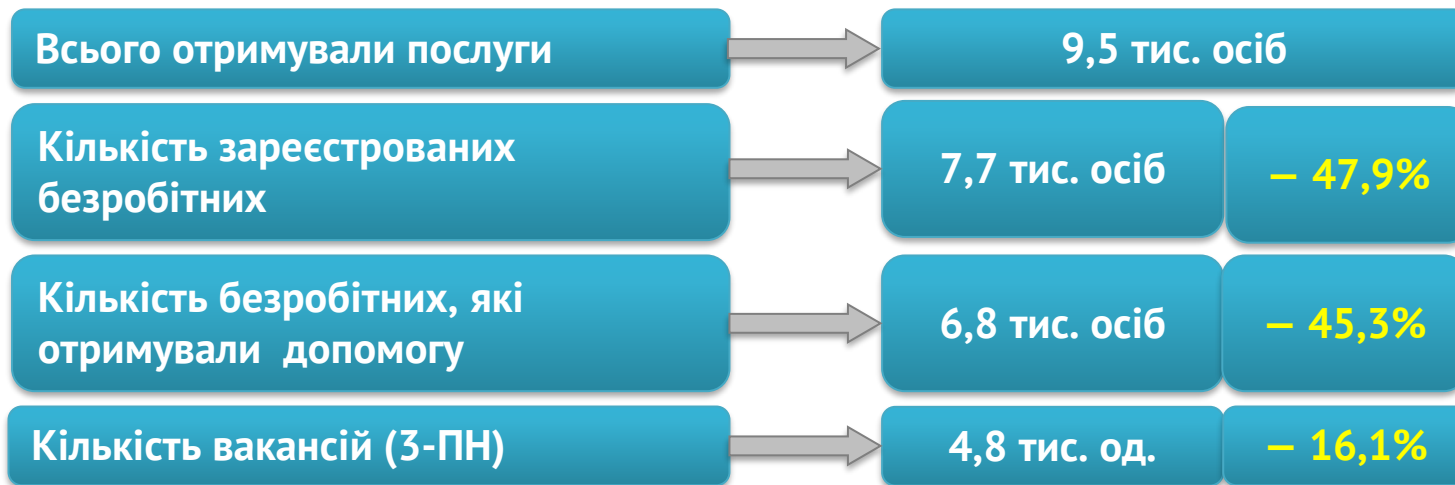 Всього отримували послуги
9,5 тис. осіб
Кількість зареєстрованих
безробітних
7,7 тис. осіб
– 47,9%
Кількість безробітних, які
отримували допомогу
6,8 тис. осіб
– 45,3%
Кількість вакансій (3-ПН)
4,8 тис. од.
– 16,1%